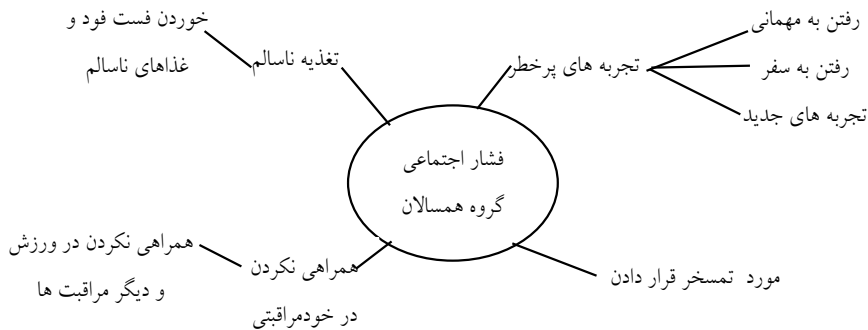 رفتن به مهمانی
رفتن به سفر
تجربه های جدید
تجربه های پرخطر
خوردن فست فود و
غذاهای ناسالم
تغذیه ناسالم
فشار اجتماعی
گروه همسالان
مورد تمسخر قرار دادن
همراهی نکردن
در خودمراقبتی
همراهی نکردن در ورزش
و دیگر مراقبت ها